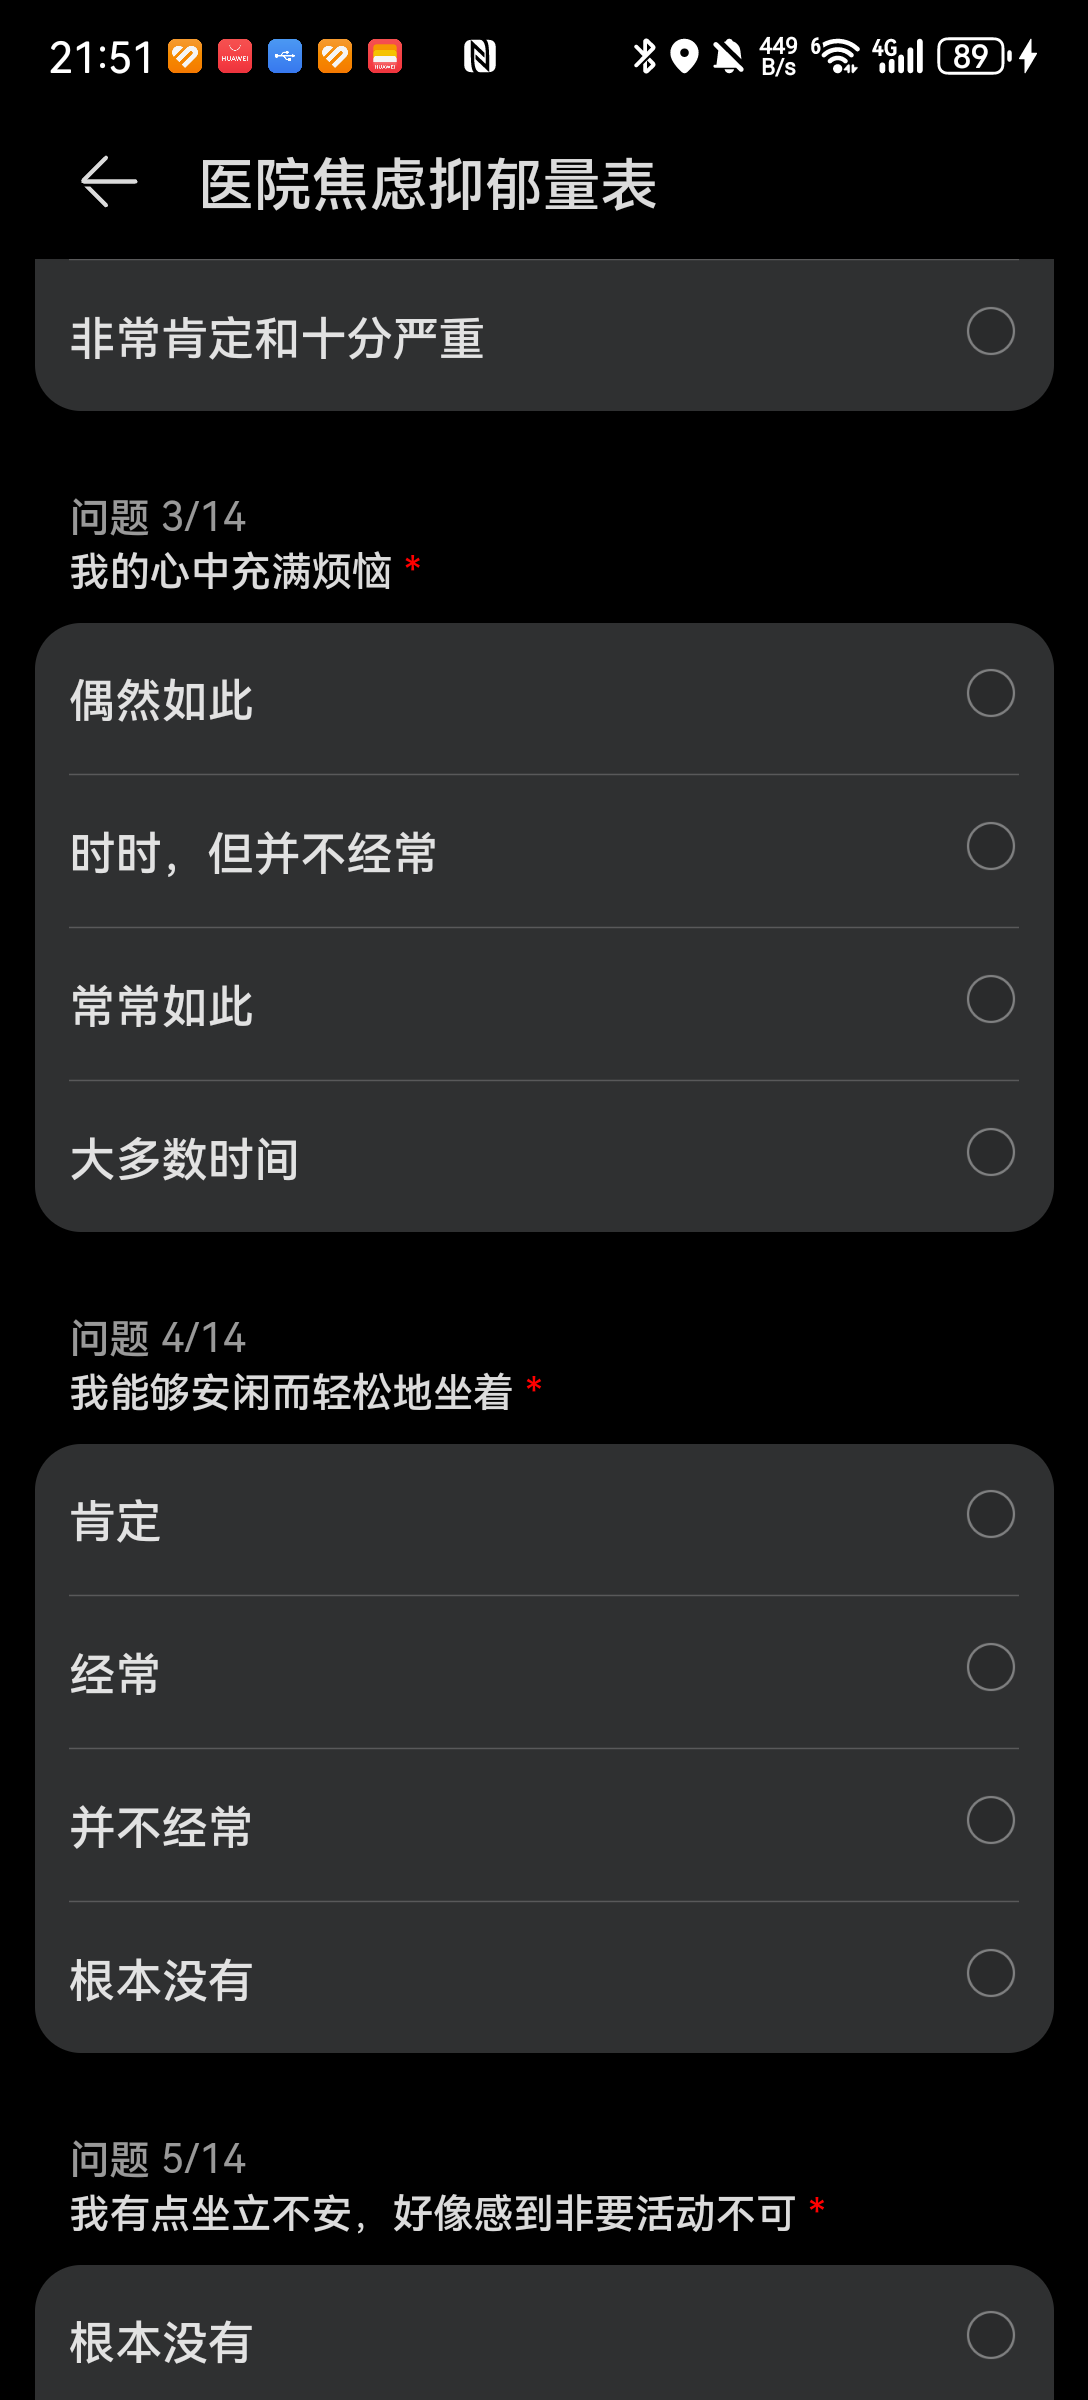 21:51 HUAWEI HUAWEI 449 B/s 6 4G 89
医院焦虑抑郁量表
非常肯定和十分严重
问题 3/14
我的心中充满烦恼 *
偶然如此
时时，但并不经常
常常如此
大多数时间
问题 4/14
我能够安闲而轻松地坐着 *
肯定
经常
并不经常
根本没有
问题 5/14
我有点坐立不安，好像感到非要活动不可 *
根本没有